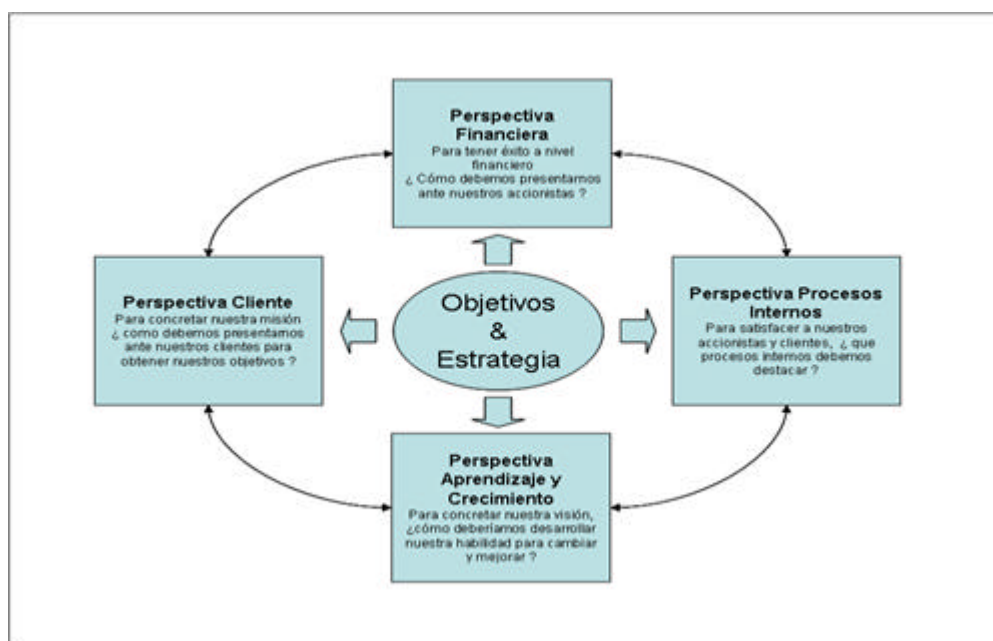 Perspectiva
Financiera
Para tener éxito a nivel
financiero
¿ Cómo debemos presentarnos
ante nuestros accionistas ?
Perspectiva Cliente
Para concretar nuestra misión
¿ como debemos presentarnos
ante nuestros clientes para
obtener nuestros objetivos ?
Objetivos
&
Estrategia
Perspectiva Procesos
Internos
Para satisfacer a nuestros
accionistas y clientes, ¿ que
procesos internos debemos
destacar ?
Perspectiva
Aprendizaje y
Crecimiento
Para concretar nuestra visión,
¿cómo deberíamos desarrollar
nuestra habilidad para cambiar
y mejorar ?